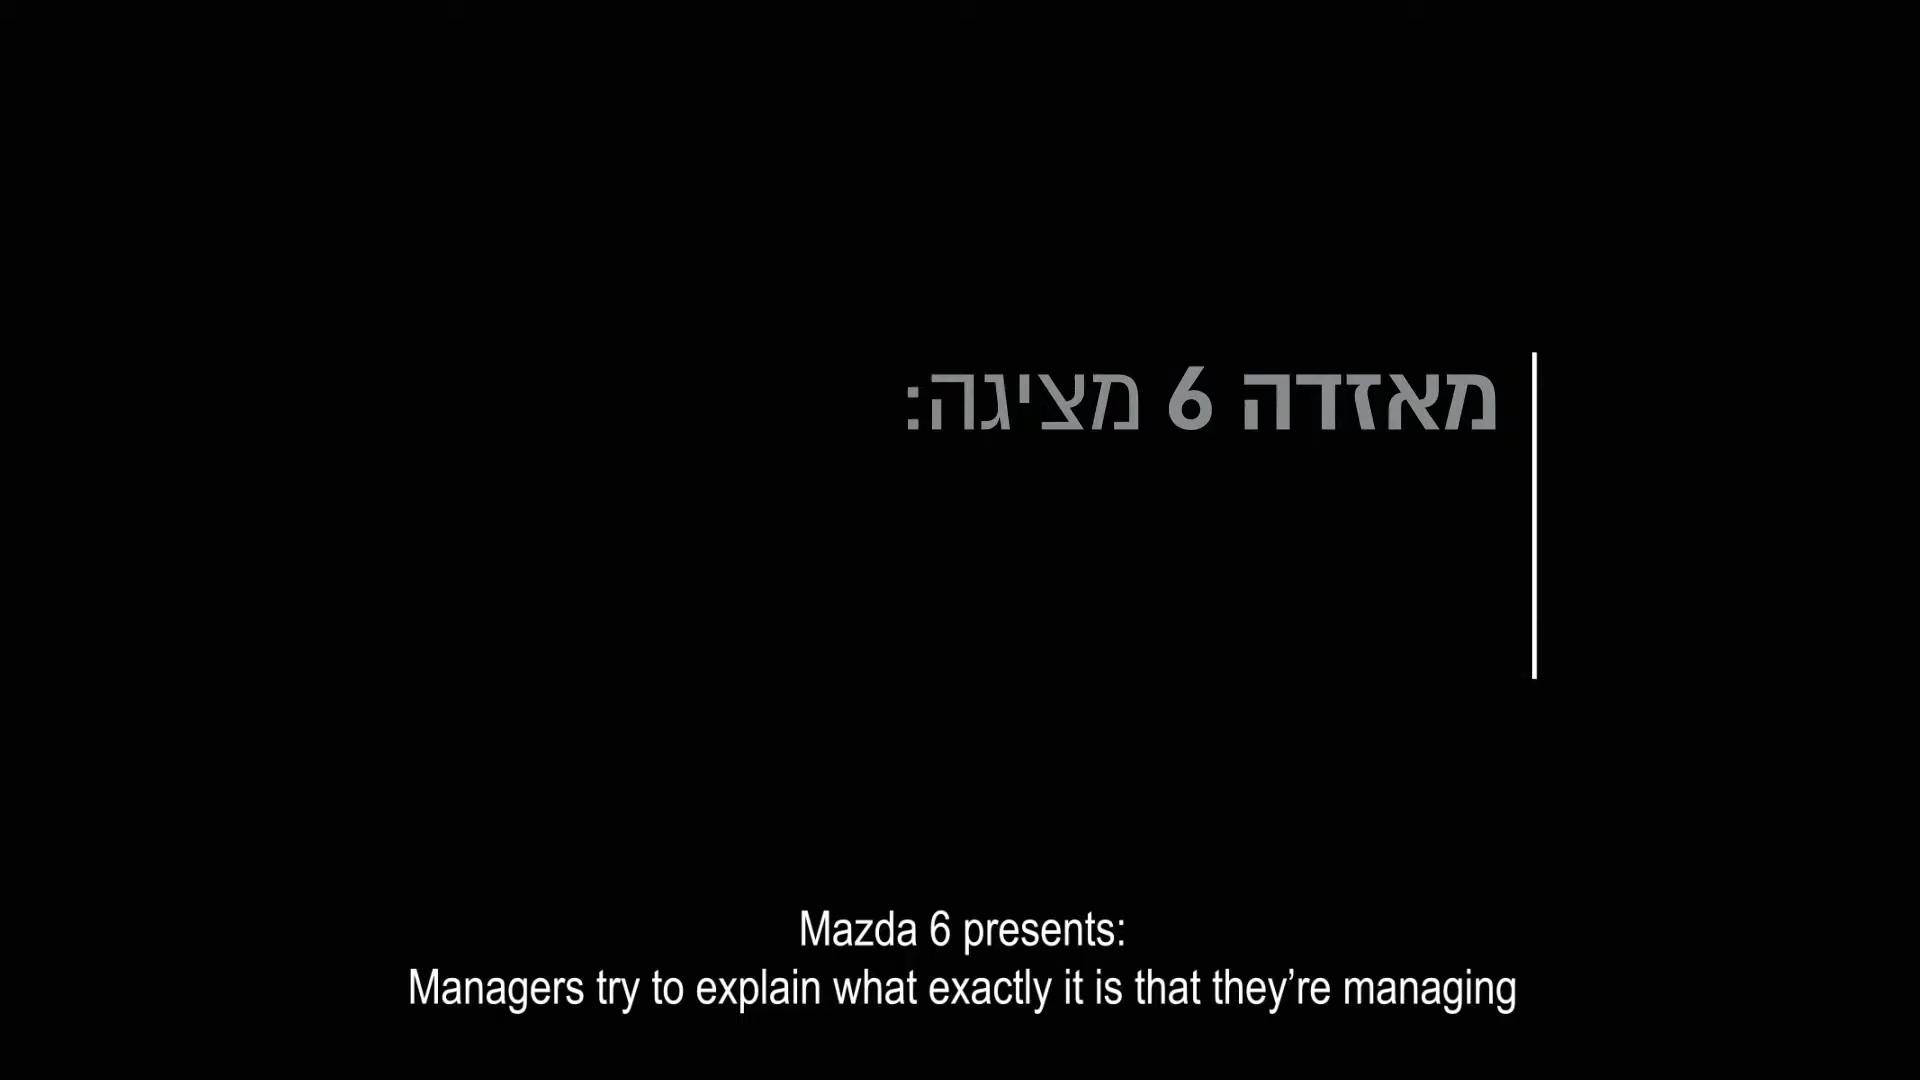 מאזדה 6 מציגה:
Mazda 6 presents:
Managers try to explain what exactly it is that they’re managing